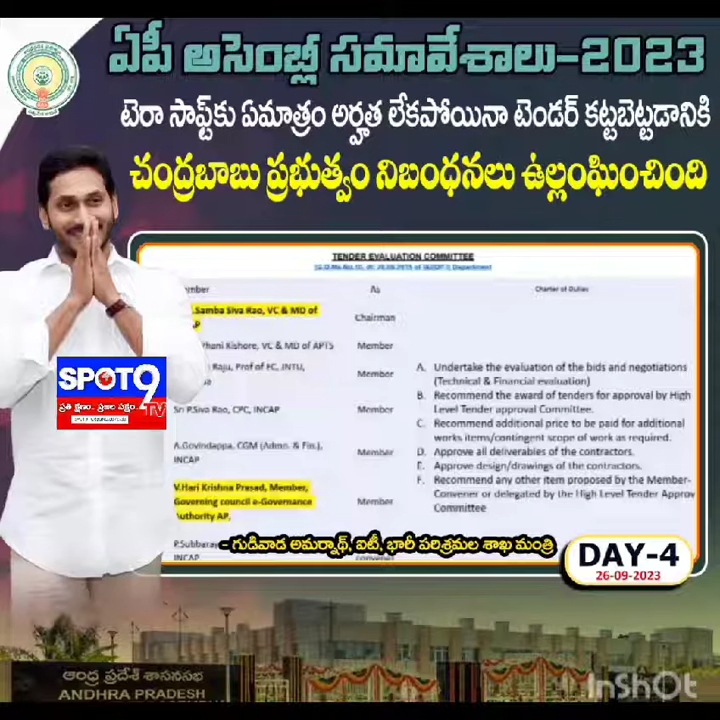 ఏపీ అసెంబ్లీ సమావేశాలు-2023
టెరా సాఫ్ట్‌కు ఏమాత్రం అర్హత లేకపోయినా టెండర్ కట్టబెట్టడానికి
చంద్రబాబు ప్రభుత్వం నిబంధనలు ఉల్లంఘించింది
TENDER EVALUATION COMMITTEE
As
Charter of Duties
Samba Siva Rao, VC & MD of
Chairman
Kishore, VC & MD of APTS
Member
Raju, Prof of EC, JNTU,
Member
Sri P.Siva Rao, CPC, INCAP
Member
A.Govindappa, CGM (Admn. & Fin.),
INCAP
Member
V.Hari Krishna Prasad, Member,
Governing council e-Governance
Authority AP,
Member
P.Subbaray
INCAP
A. Undertake the evaluation of the bids and negotiations
(Technical & Financial evaluation)
B. Recommend the award of tenders for approval by High
Level Tender approval Committee.
C. Recommend additional price to be paid for additional
works items/contingent scope of work as required.
D. Approve all deliverables of the contractors.
E. Approve design/drawings of the contractors.
F. Recommend any other item proposed by the Member-
Convener or delegated by the High Level Tender Approv
Committee
SPOT9
TV
ప్రతి క్షణం.. ప్రజల పక్షం..
- గుడివాడ అమర్నాథ్, ఐటీ, భారీ పరిశ్రమల శాఖ మంత్రి
DAY-4
26-09-2023
ఆంధ్ర ప్రదేశ్ శాసనసభ
ANDHRA PRADESH
InShOt